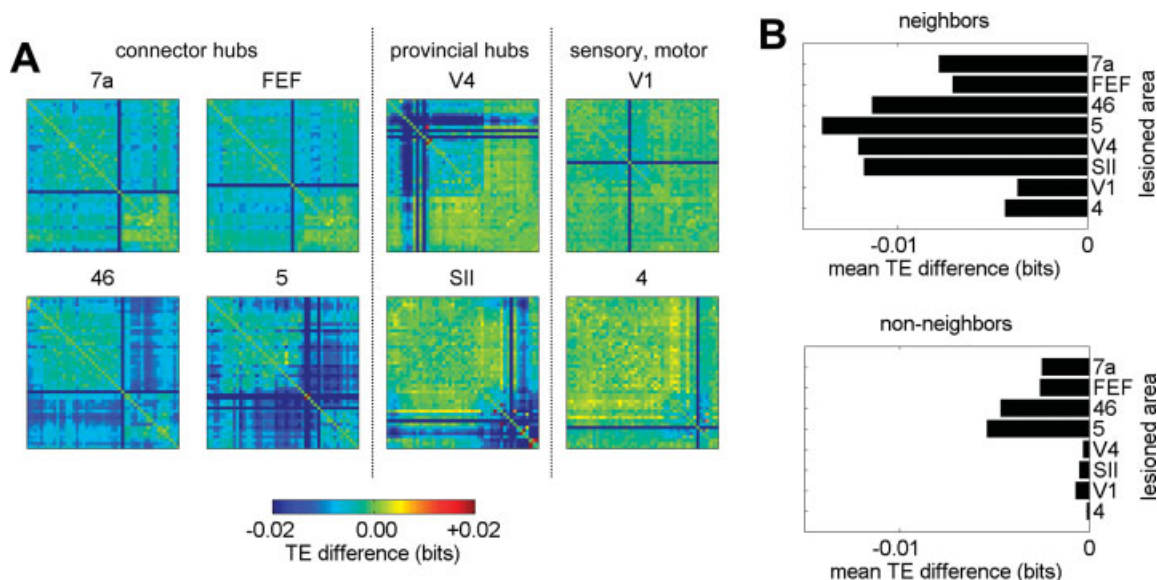 A
connector hubs
provincial hubs
sensory, motor
7a
FEF
V4
V1
46
5
SII
4
-0.02
0.00
+0.02
TE difference (bits)
B
neighbors
7a
FEF
46
5
V4
SII
V1
4
lesioned area
-0.01
0
mean TE difference (bits)
non-neighbors
7a
FEF
46
5
V4
SII
V1
4
lesioned area
-0.01
0
mean TE difference (bits)